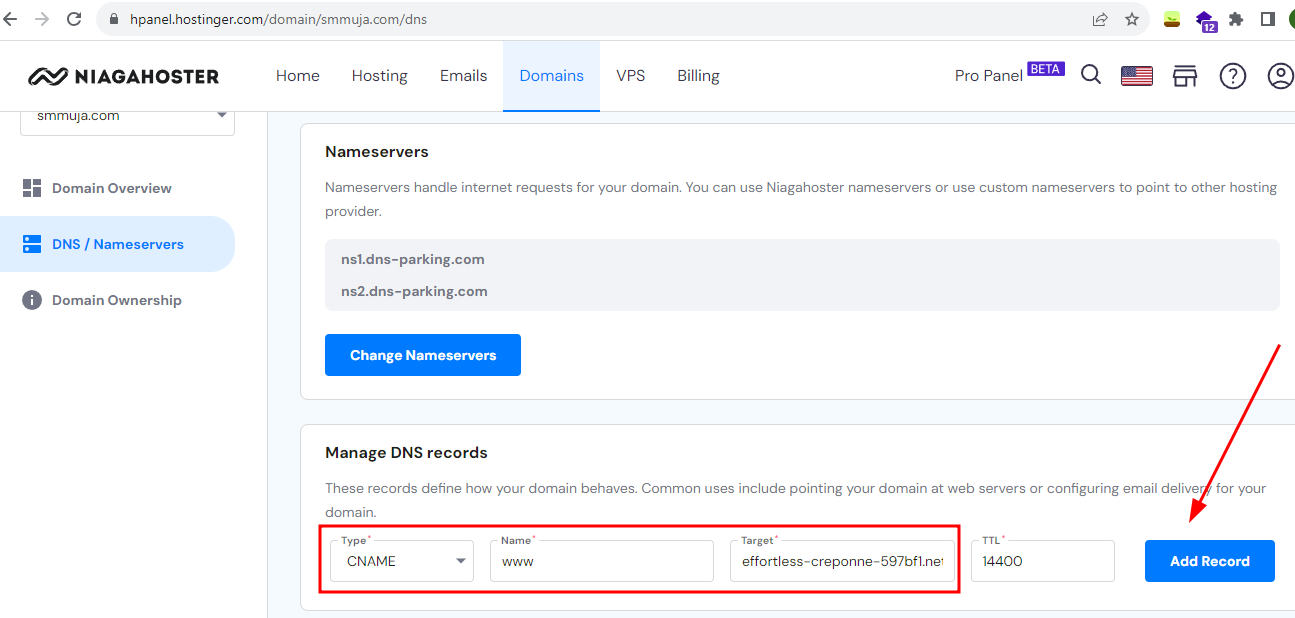 hpanel.hostinger.com/domain/smmuja.com/dns
12
NIAGAHOSTER
Home Hosting Emails Domains VPS Billing Pro Panel BETA
smmuja.com
Domain Overview
DNS / Nameservers
Domain Ownership
Nameservers
Nameservers handle internet requests for your domain. You can use Niagahoster nameservers or use custom nameservers to point to other hosting
provider.
ns1.dns-parking.com
ns2.dns-parking.com
Change Nameservers
Manage DNS records
These records define how your domain behaves. Common uses include pointing your domain at web servers or configuring email delivery for your
domain.
Type* Name* Target* TTL*
CNAME www effortless-creponne-597bf1.net 14400 Add Record